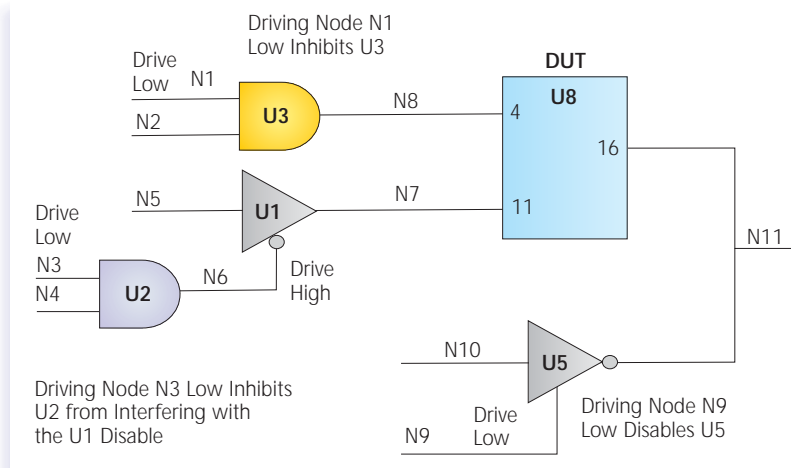 Driving Node N1
Low Inhibits U3
Drive
Low
N1
N2
U3
N8
DUT
U8
4
16
11
N5
U1
N7
Drive
Low
N3
N4
U2
N6
Drive
High
N11
N10
U5
Driving Node N3 Low Inhibits
U2 from Interfering with
the U1 Disable
N9
Drive
Low
Driving Node N9
Low Disables U5